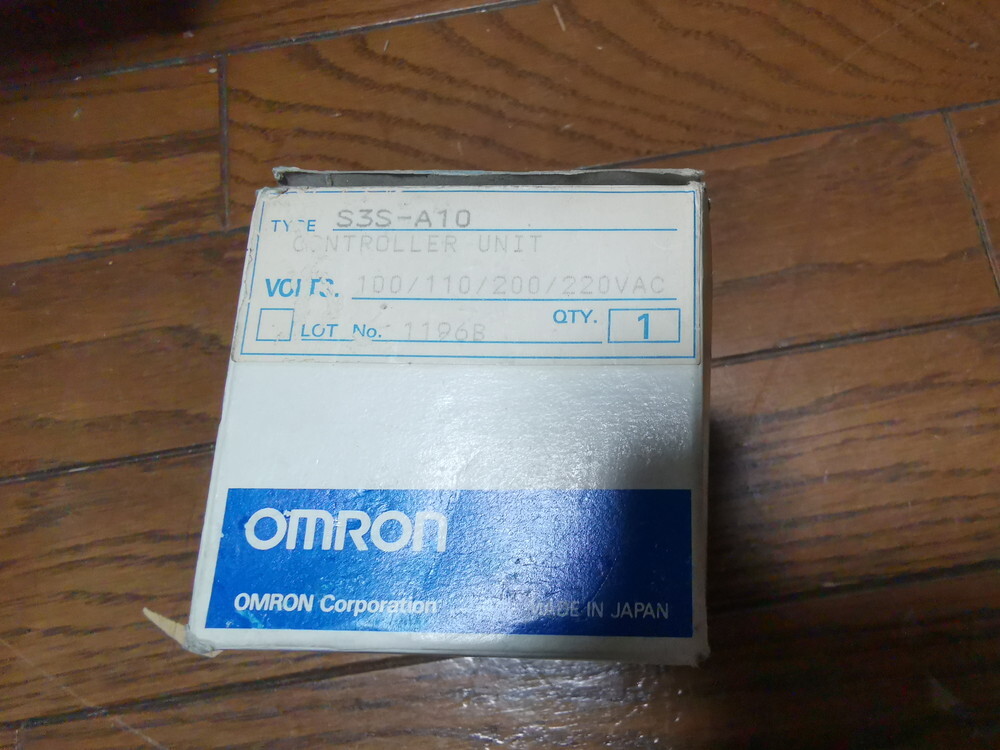 TYPE S3S-A10
CONTROLLER UNIT
VOLTS. 100/110/200/220VAC
LOT No. 1196B QTY. 1
OMRON
OMRON Corporation MADE IN JAPAN